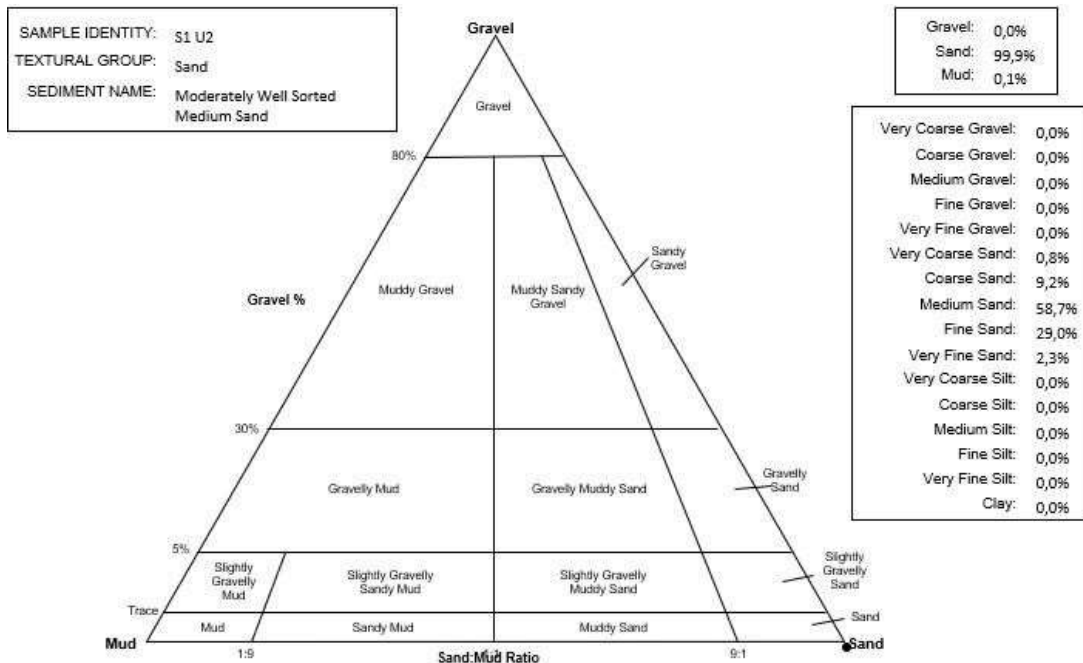 SAMPLE IDENTITY: S1 U2
TEXTURAL GROUP: Sand
SEDIMENT NAME: Moderately Well Sorted
Medium Sand
Gravel: 0,0%
Sand: 99,9%
Mud: 0,1%
Very Coarse Gravel: 0,0%
Coarse Gravel: 0,0%
Medium Gravel: 0,0%
Fine Gravel: 0,0%
Very Fine Gravel: 0,0%
Very Coarse Sand: 0,8%
Coarse Sand: 9,2%
Medium Sand: 58,7%
Fine Sand: 29,0%
Very Fine Sand: 2,3%
Very Coarse Silt: 0,0%
Coarse Silt: 0,0%
Medium Silt: 0,0%
Fine Silt: 0,0%
Very Fine Silt: 0,0%
Clay: 0,0%
Gravel
Gravel
80%
Sandy
Gravel
Muddy Gravel
Muddy Sandy
Gravel
Gravel %
30%
Gravelly Mud
Gravelly Muddy Sand
Gravelly
Sand
5%
Slightly
Gravelly
Mud
Slightly Gravelly
Sandy Mud
Slightly Gravelly
Muddy Sand
Slightly
Gravelly
Sand
Trace
Mud
Sandy Mud
Muddy Sand
Sand
Mud
Sand
1:9
9:1
Sand:Mud Ratio